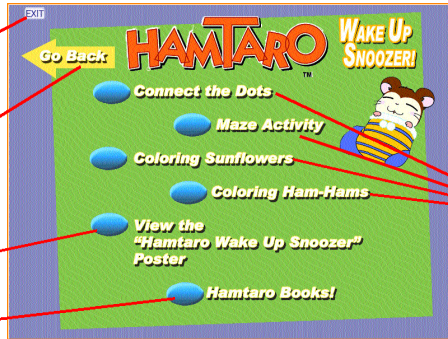 EXIT
Go Back
HAMTARO
TM
WAKE UP
SNOOZER!
Connect the Dots
Maze Activity
Coloring Sunflowers
Coloring Ham-Hams
View the
“Hamtaro Wake Up Snoozer”
Poster
Hamtaro Books!